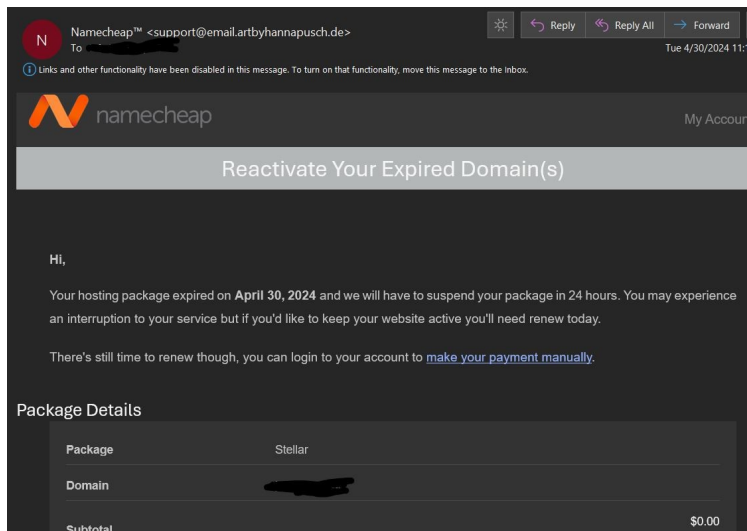 N
Namecheap™ <support@email.artbyhannapusch.de>
To
Reply
Reply All
Forward
Tue 4/30/2024 11:
Links and other functionality have been disabled in this message. To turn on that functionality, move this message to the Inbox.
namecheap
My Accoun
Reactivate Your Expired Domain(s)
Hi,
Your hosting package expired on April 30, 2024 and we will have to suspend your package in 24 hours. You may experience
an interruption to your service but if you'd like to keep your website active you'll need renew today.
There's still time to renew though, you can login to your account to make your payment manually.
Package Details
Package Stellar
Domain
Subtotal $0.00